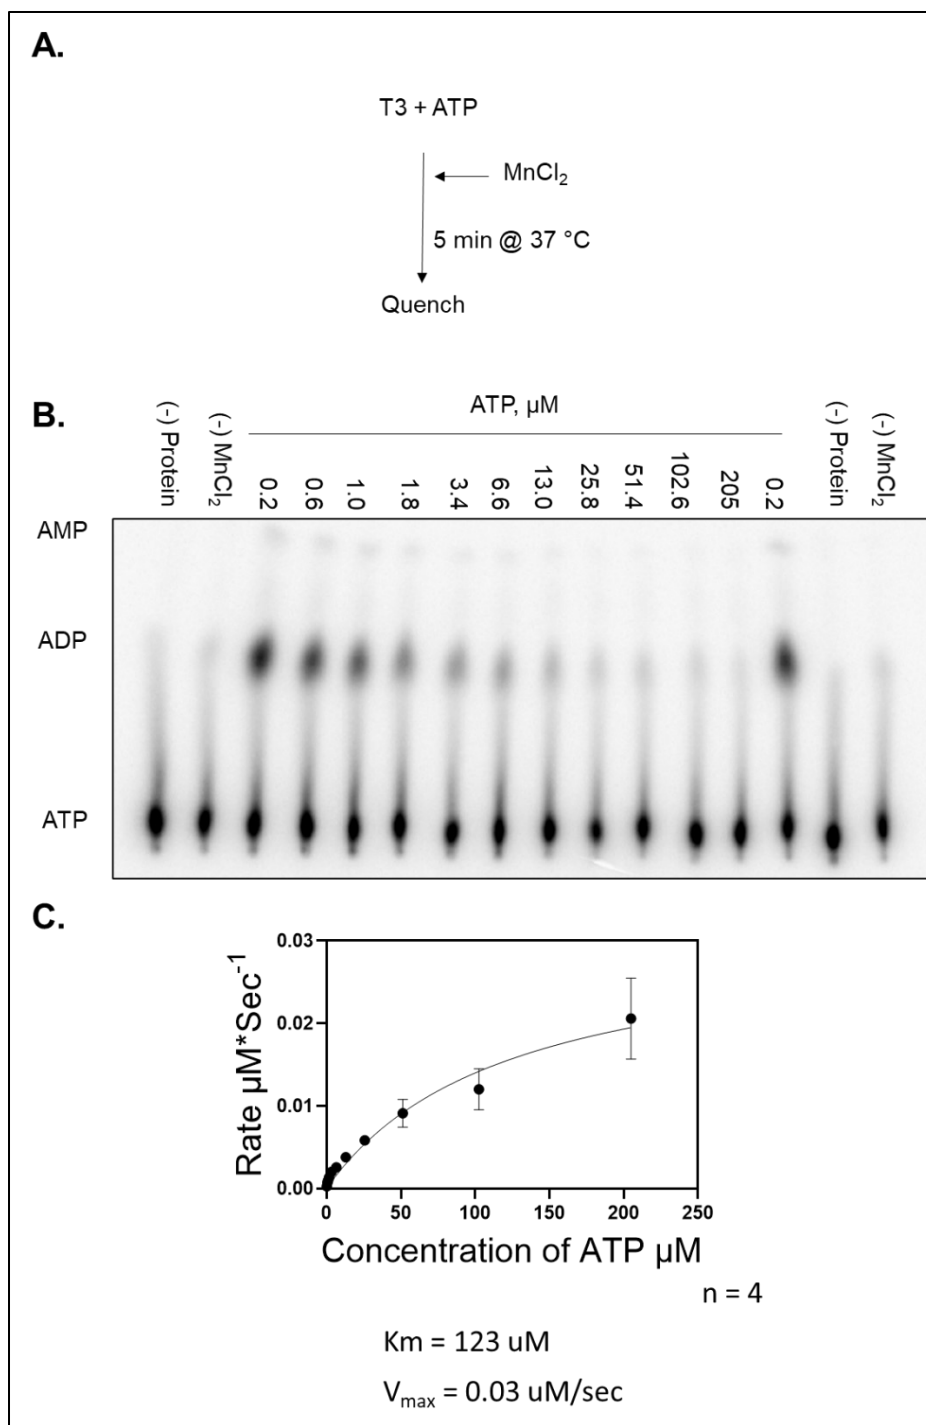 A.
T3 + ATP
MnCl₂
5 min @ 37 °C
Quench
B.
(-) Protein
(-) MnCl₂
ATP, µM
0.2
0.6
1.0
1.8
3.4
6.6
13.0
25.8
51.4
102.6
205
0.2
(-) Protein
(-) MnCl₂
AMP
ADP
ATP
C.
Rate µM*Sec⁻¹
0.03
0.02
0.01
0.00
0 50 100 150 200 250
Concentration of ATP µM
n = 4
Km = 123 uM
Vₘₐₓ = 0.03 uM/sec